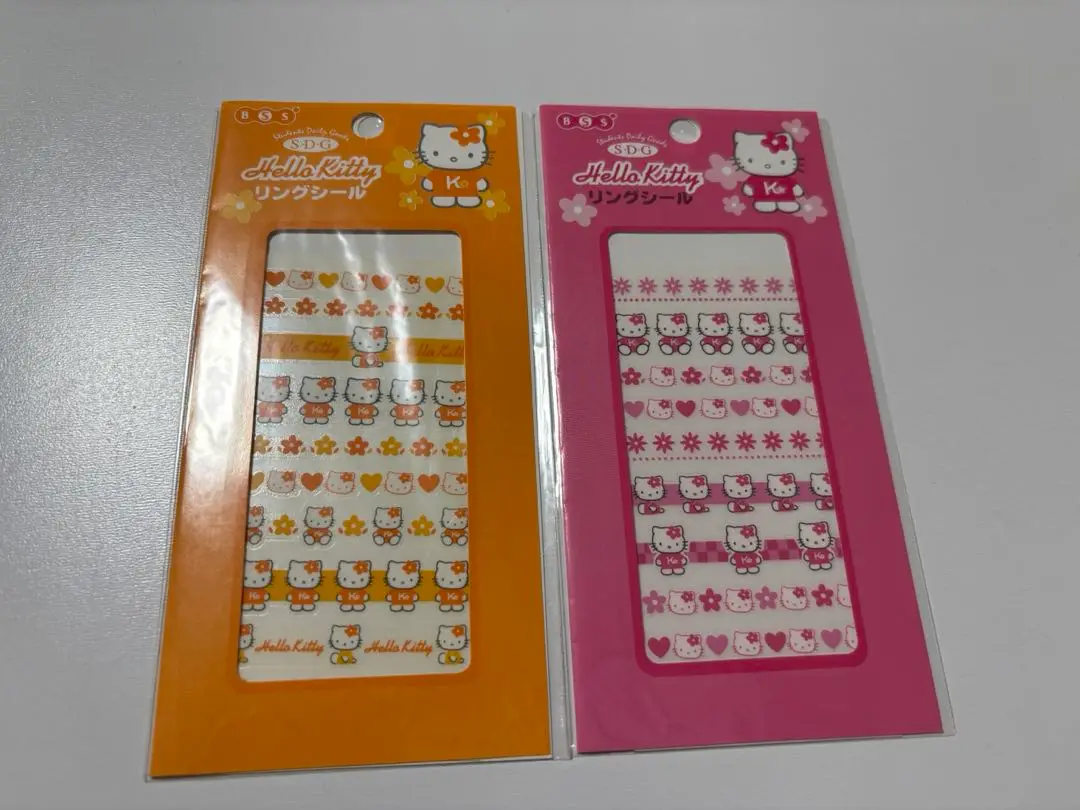 BSS
Students Daily Goods
S・D・G
Hello Kitty
リングシール
K
Hello Kitty
Hello Kitty
Hello Kitty Hello Kitty
BSS
Students Daily Goods
S・D・G
Hello Kitty
リングシール
K